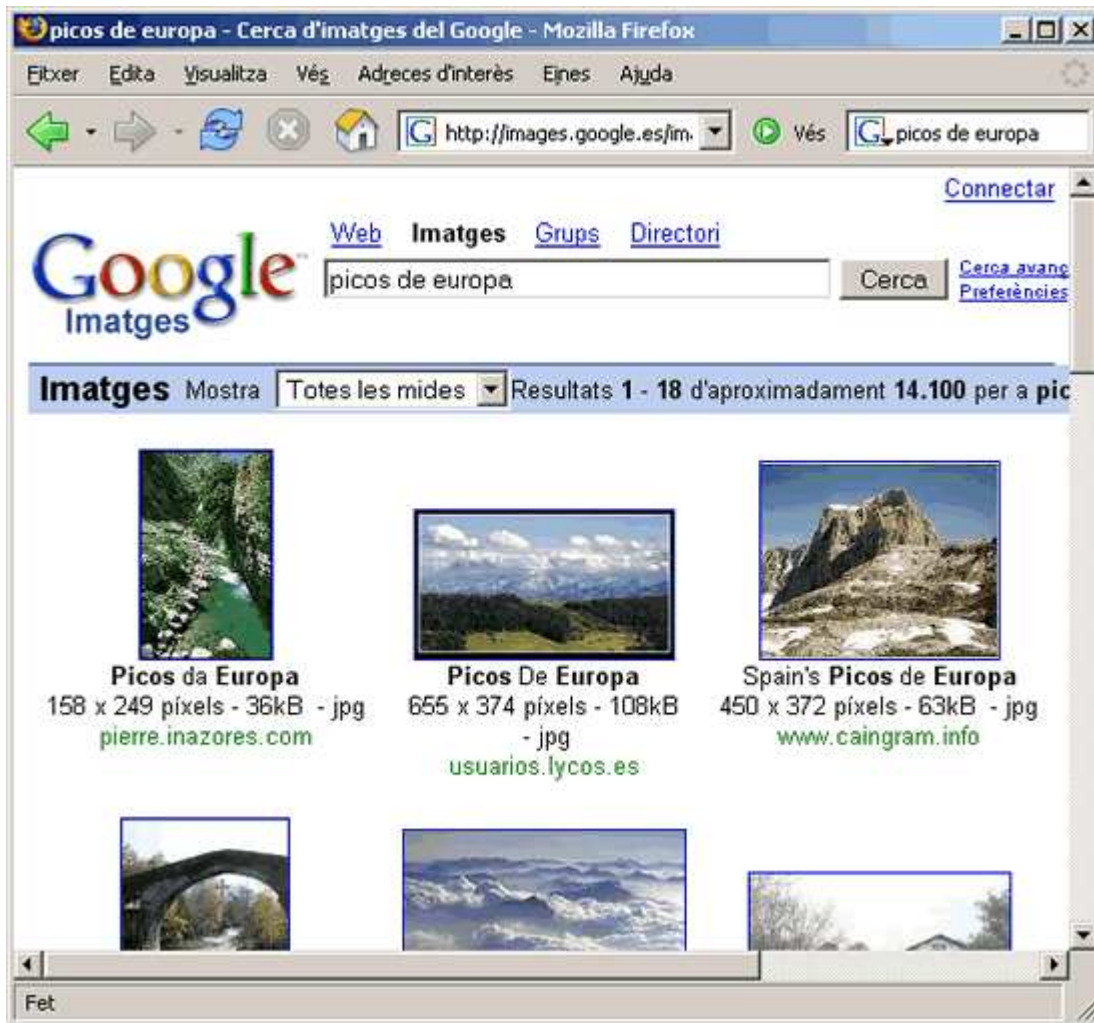 picos de europa - Cerca d'imatges del Google - Mozilla Firefox
Fitxer Edita Visualitza Vés Adreces d'interès Eines Ajuda
G http://images.google.es/im. Vés G picos de europa
Connectar
Web Imatges Grups Directori
Google
Imatges
picos de europa Cerca
Cerca avanç
Preferències
Imatges Mostra Totes les mides Resultats 1 - 18 d'aproximadament 14.100 per a pic
Picos da Europa
158 x 249 píxels - 36kB - jpg
pierre.inazores.com
Picos De Europa
655 x 374 píxels - 108kB
- jpg
usuarios.lycos.es
Spain's Picos de Europa
450 x 372 píxels - 63kB - jpg
www.caingram.info
Fet